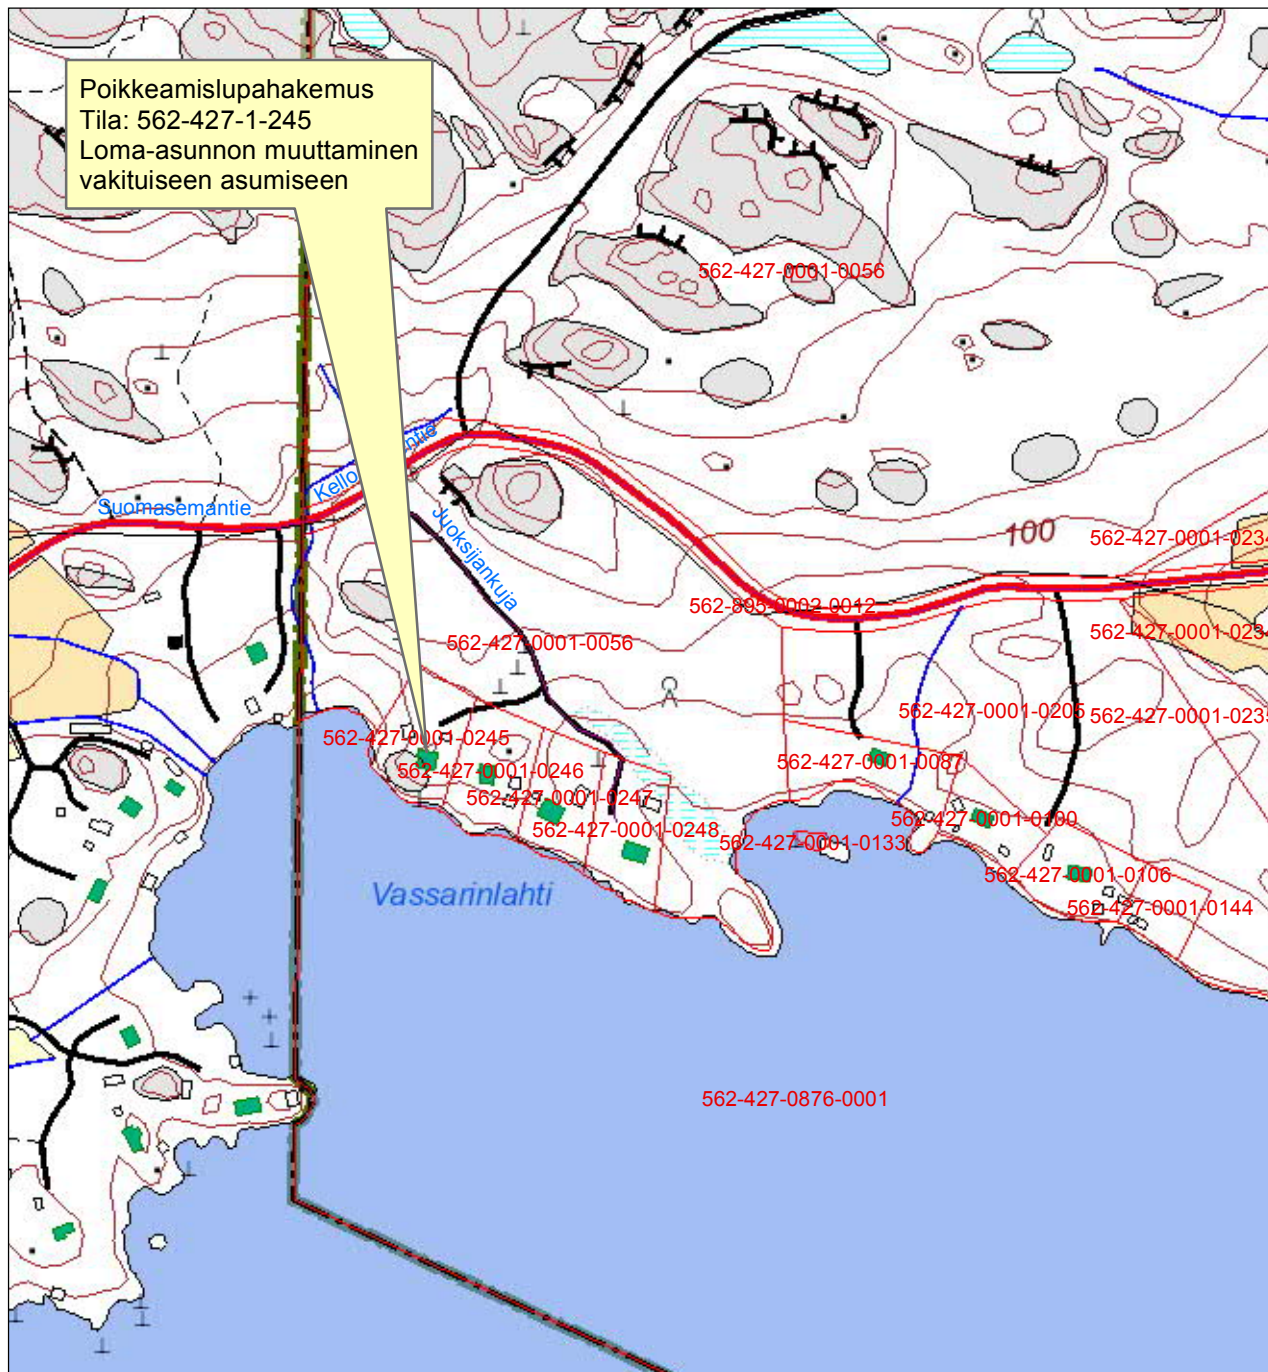 Poikkeamislupahakemus
Tila: 562-427-1-245
Loma-asunnon muuttaminen
vakituiseen asumiseen
562-427-0001-0056
Suomasemantie
Kello
ntie
Juoksijankuja
100
562-427-0001-0234
562-895-0002-0012
562-427-0001-0234
562-427-0001-0056
562-427-0001-0205
562-427-0001-0235
562-427-0001-0245
562-427-0001-0087
562-427-0001-0246
562-427-0001-0247
562-427-0001-0248
562-427-0001-0133
562-427-0001-0100
562-427-0001-0106
562-427-0001-0144
Vassarinlahti
562-427-0876-0001